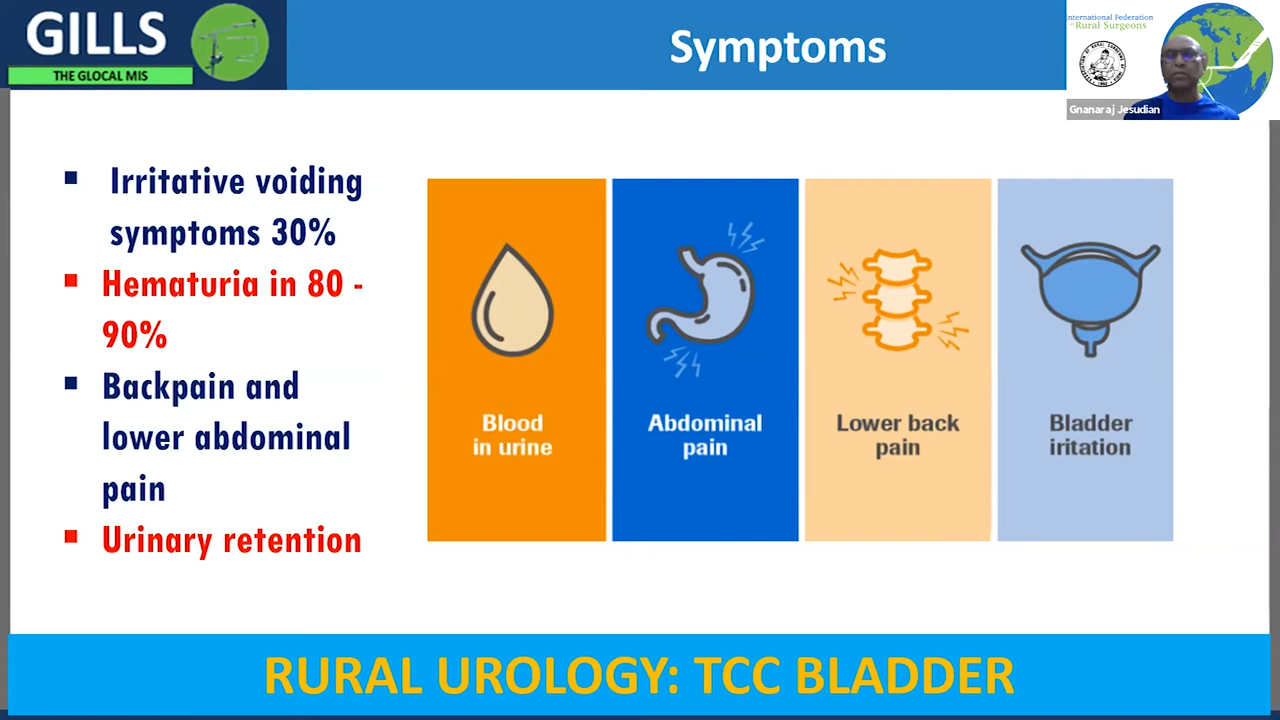 GILLS
THE GLOCAL MIS
Symptoms
International Federation
of Rural Surgeons
Gnanaraj Jesudian
▪ Irritative voiding
symptoms 30%
▪ Hematuria in 80 -
90%
▪ Backpain and
lower abdominal
pain
▪ Urinary retention
Blood
in urine
Abdominal
pain
Lower back
pain
Bladder
iritation
RURAL UROLOGY: TCC BLADDER